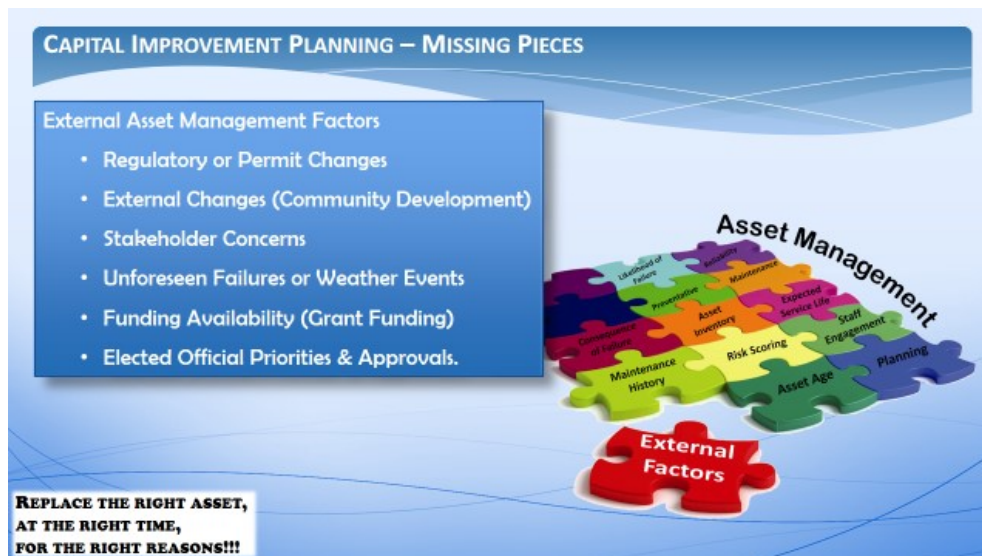 CAPITAL IMPROVEMENT PLANNING – MISSING PIECES
External Asset Management Factors
• Regulatory or Permit Changes
• External Changes (Community Development)
• Stakeholder Concerns
• Unforeseen Failures or Weather Events
• Funding Availability (Grant Funding)
• Elected Official Priorities & Approvals.
Asset Management
Likelihood of
Failure
Reliability
Preventative
Maintenance
Consequence
of Failure
Asset
Inventory
Expected
Service Life
Maintenance
History
Risk Scoring
Staff
Engagement
Asset Age
Planning
External
Factors
REPLACE THE RIGHT ASSET,
AT THE RIGHT TIME,
FOR THE RIGHT REASONS!!!